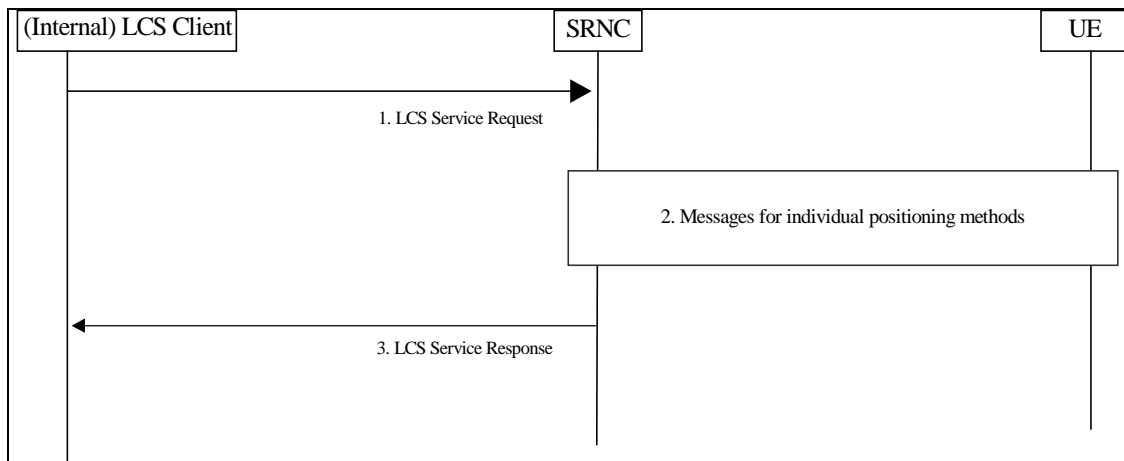 (Internal) LCS Client
SRNC
UE
1. LCS Service Request
2. Messages for individual positioning methods
3. LCS Service Response